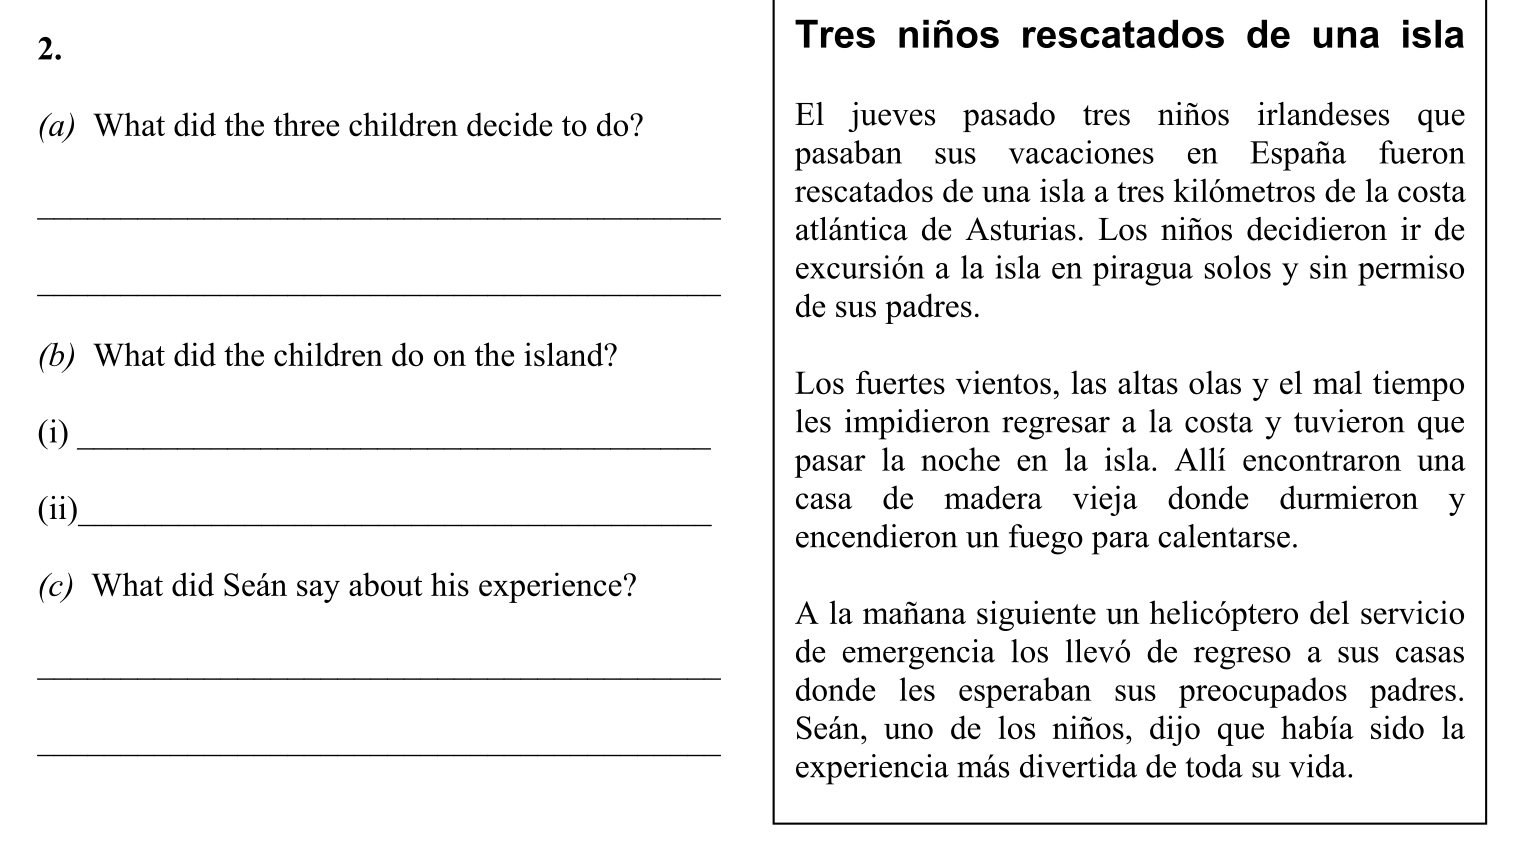 2.
(a) What did the three children decide to do?
(b) What did the children do on the island?
(i)
(ii)
(c) What did Seán say about his experience?
Tres niños rescatados de una isla
El jueves pasado tres niños irlandeses que
pasaban sus vacaciones en España fueron
rescatados de una isla a tres kilómetros de la costa
atlántica de Asturias. Los niños decidieron ir de
excursión a la isla en piragua solos y sin permiso
de sus padres.
Los fuertes vientos, las altas olas y el mal tiempo
les impidieron regresar a la costa y tuvieron que
pasar la noche en la isla. Allí encontraron una
casa de madera vieja donde durmieron y
encendieron un fuego para calentarse.
A la mañana siguiente un helicóptero del servicio
de emergencia los llevó de regreso a sus casas
donde les esperaban sus preocupados padres.
Seán, uno de los niños, dijo que había sido la
experiencia más divertida de toda su vida.